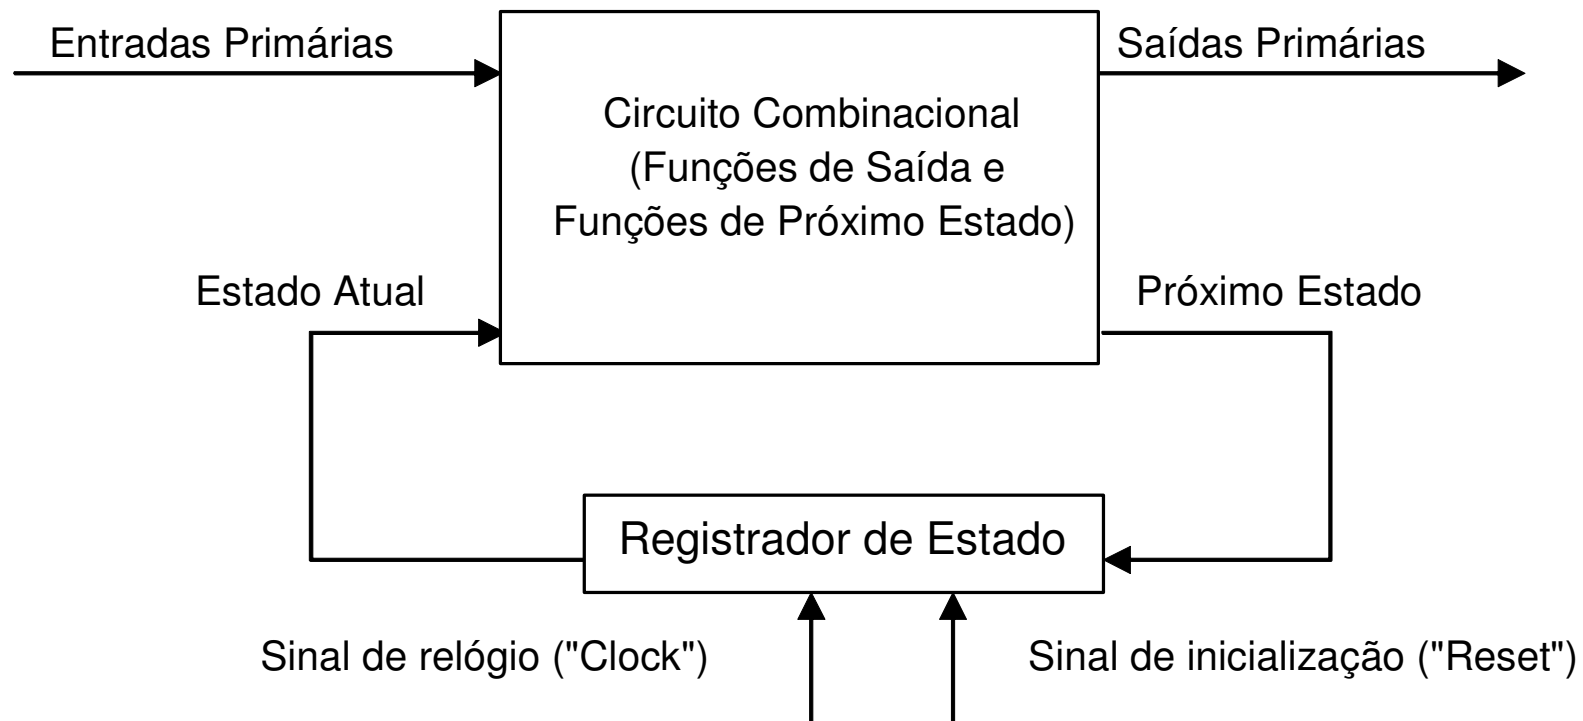 Entradas Primárias
Saídas Primárias
Circuito Combinacional
(Funções de Saída e
Funções de Próximo Estado)
Estado Atual
Próximo Estado
Registrador de Estado
Sinal de relógio ("Clock")
Sinal de inicialização ("Reset")